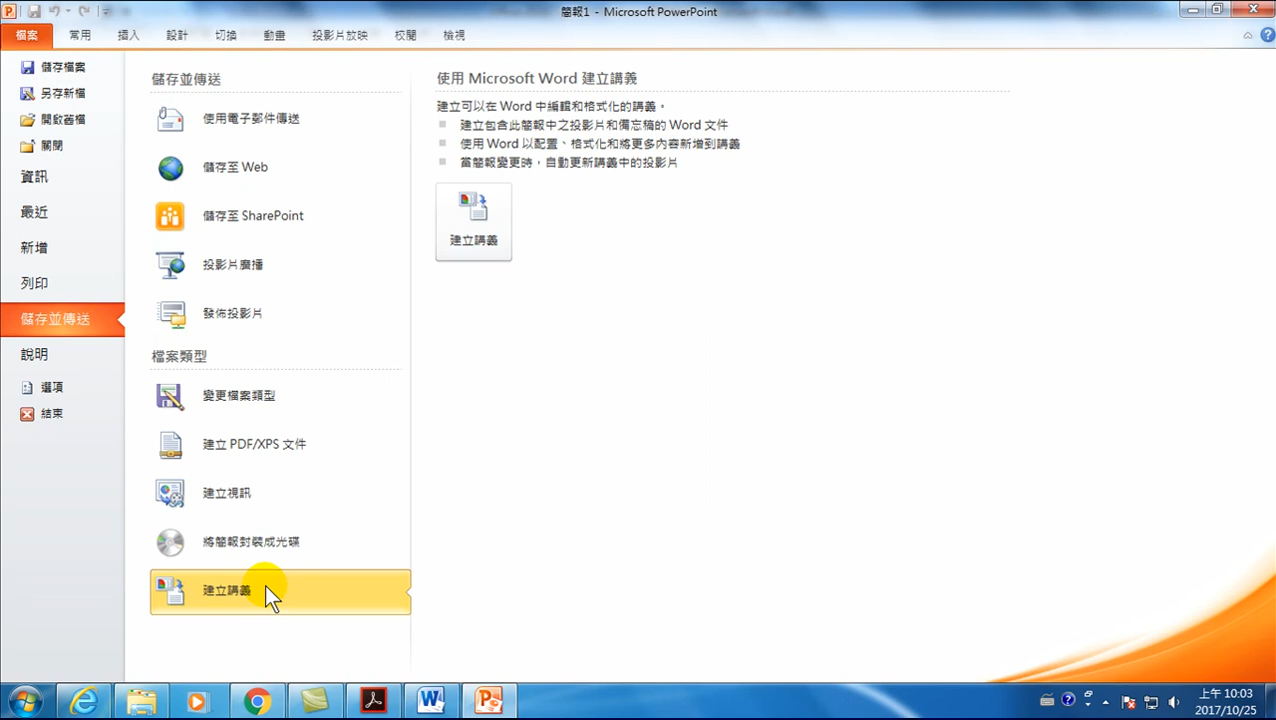 簡報1 - Microsoft PowerPoint
檔案 常用 插入 設計 切換 動畫 投影片放映 校閱 檢視
儲存檔案
另存新檔
開啟舊檔
關閉
資訊
最近
新增
列印
儲存並傳送
說明
選項
結束
儲存並傳送
使用電子郵件傳送
儲存至 Web
儲存至 SharePoint
投影片廣播
發佈投影片
檔案類型
變更檔案類型
建立 PDF/XPS 文件
建立視訊
將簡報封裝成光碟
建立講義
使用 Microsoft Word 建立講義
建立可以在 Word 中編輯和格式化的講義。
建立包含此簡報中之投影片和備忘稿的 Word 文件
使用 Word 以配置、格式化和將更多內容新增到講義
當簡報變更時，自動更新講義中的投影片
建立講義
上午 10:03
2017/10/25